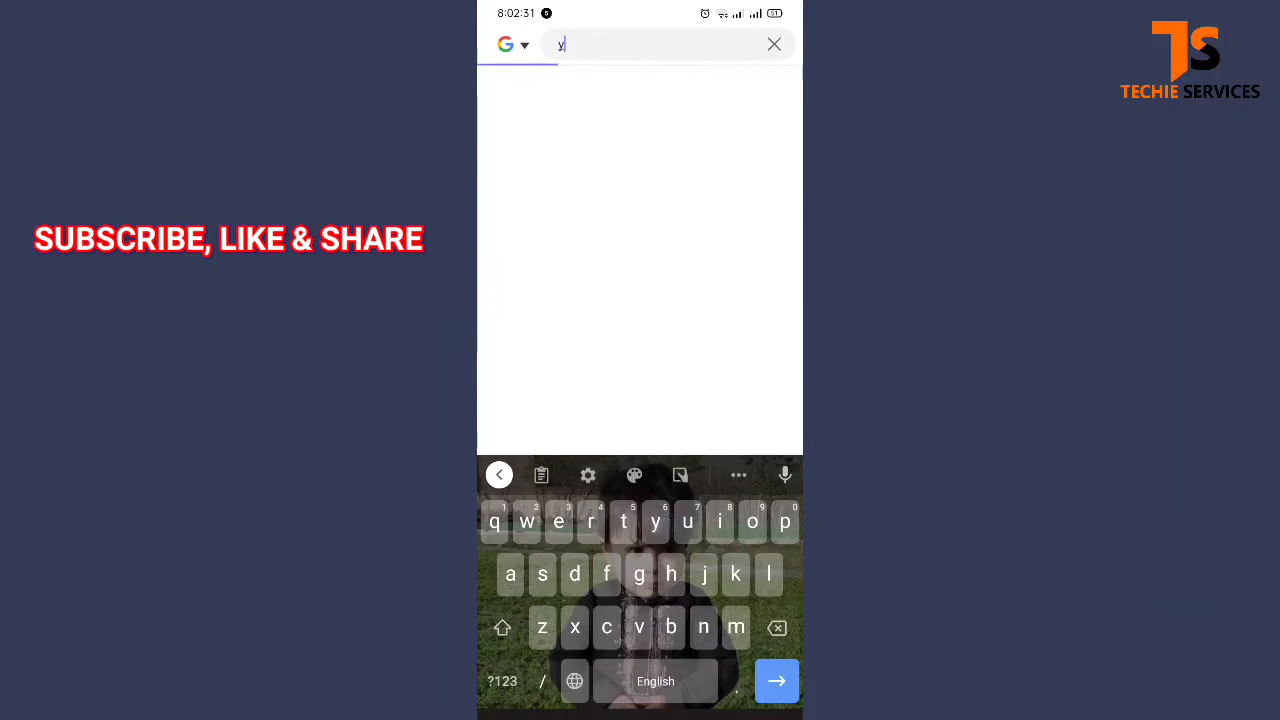 8:02:31
51
y
TS
TECHIE SERVICES
SUBSCRIBE, LIKE & SHARE
1 2 3 4 5 6 7 8 9 0
q w e r t y u i o p
a s d f g h j k l
z x c v b n m
?123 / English .